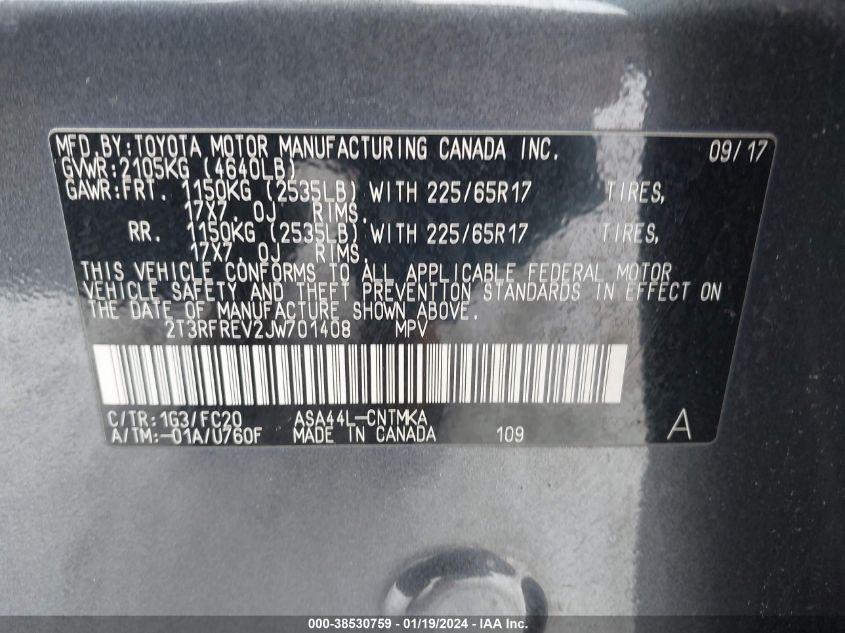 MFD.BY:TOYOTA MOTOR MANUFACTURING CANADA INC. 09/17
GVWR:2105KG (4640LB)
GAWR:FRT. 1150KG (2535LB) WITH 225/65R17 TIRES,
17X7.0J RIMS.
RR. 1150KG (2535LB) WITH 225/65R17 TIRES,
17X7.0J RIMS.
THIS VEHICLE CONFORMS TO ALL APPLICABLE FEDERAL MOTOR
VEHICLE SAFETY AND THEFT PREVENTION STANDARDS IN EFFECT ON
THE DATE OF MANUFACTURE SHOWN ABOVE.
2T3RFREV2JW701408 MPV
C/TR:1G3/FC20 ASA44L-CNTMKA
A/TM:-01A/U760F MADE IN CANADA 109 A
000-38530759 - 01/19/2024 - IAA Inc.